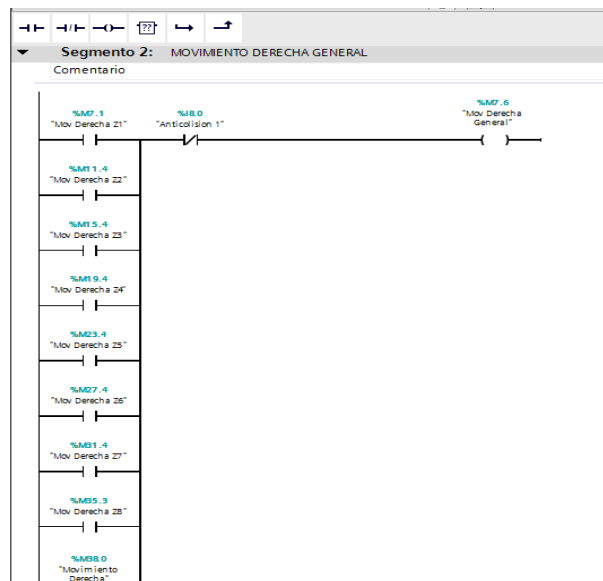 ??
Segmento 2: MOVIMIENTO DERECHA GENERAL
Comentario
%M7.1
"Mov Derecha Z1"
%I8.0
"Anticolision 1"
%M7.6
"Mov Derecha
General"
%M11.4
"Mov Derecha Z2"
%M15.4
"Mov Derecha Z3"
%M19.4
"Mov Derecha Z4"
%M23.4
"Mov Derecha Z5"
%M27.4
"Mov Derecha Z6"
%M31.4
"Mov Derecha Z7"
%M35.3
"Mov Derecha Z8"
%M38.0
"Movimiento
Derecha"